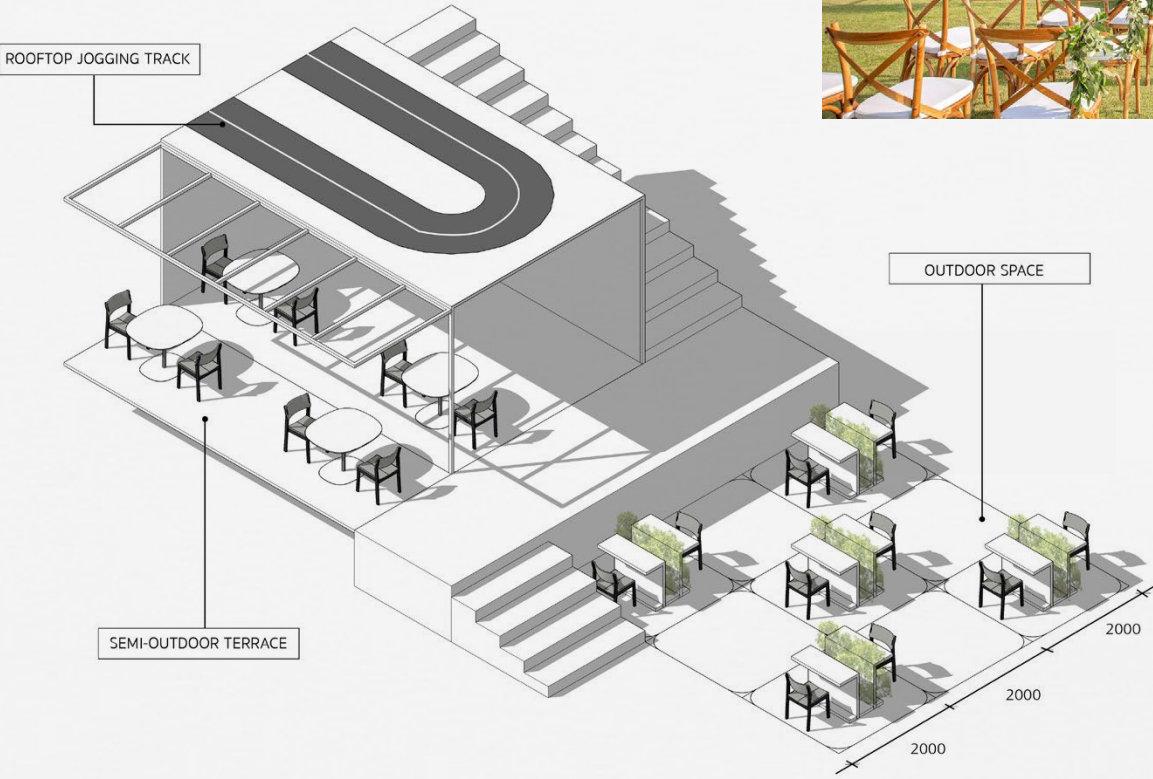 ROOFTOP JOGGING TRACK
OUTDOOR SPACE
SEMI-OUTDOOR TERRACE
2000
2000
2000